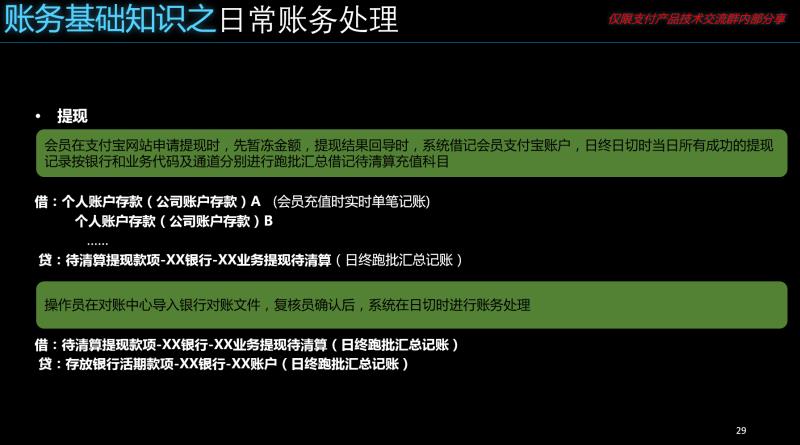 账务基础知识之日常账务处理
仅限支付产品技术交流群内部分享
• 提现
会员在支付宝网站申请提现时，先暂冻金额，提现结果回导时，系统借记会员支付宝账户，日终日切时当日所有成功的提现
记录按银行和业务代码及通道分别进行跑批汇总借记待清算充值科目
借：个人账户存款（公司账户存款）A （会员充值时实时单笔记账)
个人账户存款（公司账户存款）B
……
贷：待清算提现款项-XX银行-XX业务提现待清算（日终跑批汇总记账）
操作员在对账中心导入银行对账文件，复核员确认后，系统在日切时进行账务处理
借：待清算提现款项-XX银行-XX业务提现待清算（日终跑批汇总记账）
贷：存放银行活期款项-XX银行-XX账户（日终跑批汇总记账）
29